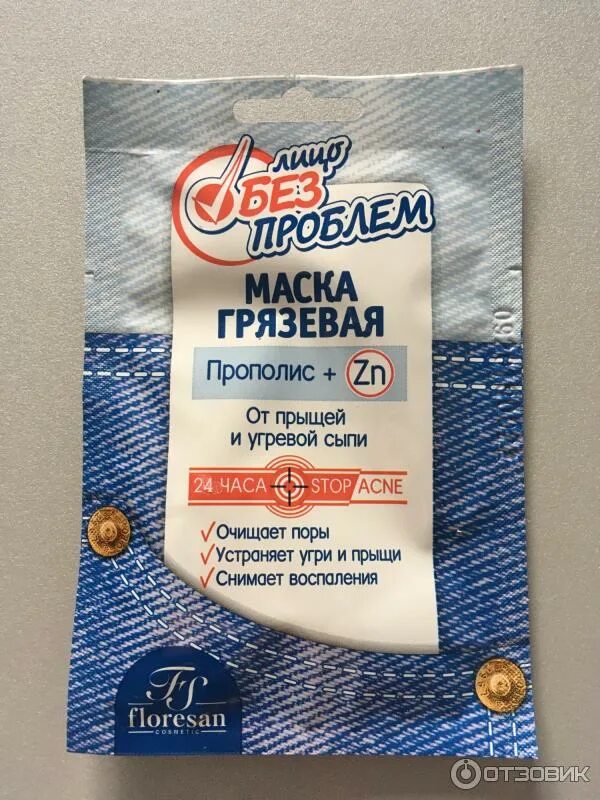 лицо
БЕЗ
ПРОБЛЕМ
МАСКА
ГРЯЗЕВАЯ
Прополис + Zn
От прыщей
и угревой сыпи
24 ЧАСА STOP ACNE
Очищает поры
Устраняет угри и прыщи
Снимает воспаления
FS
floresan
COSMETIC
ОТЗОВИК